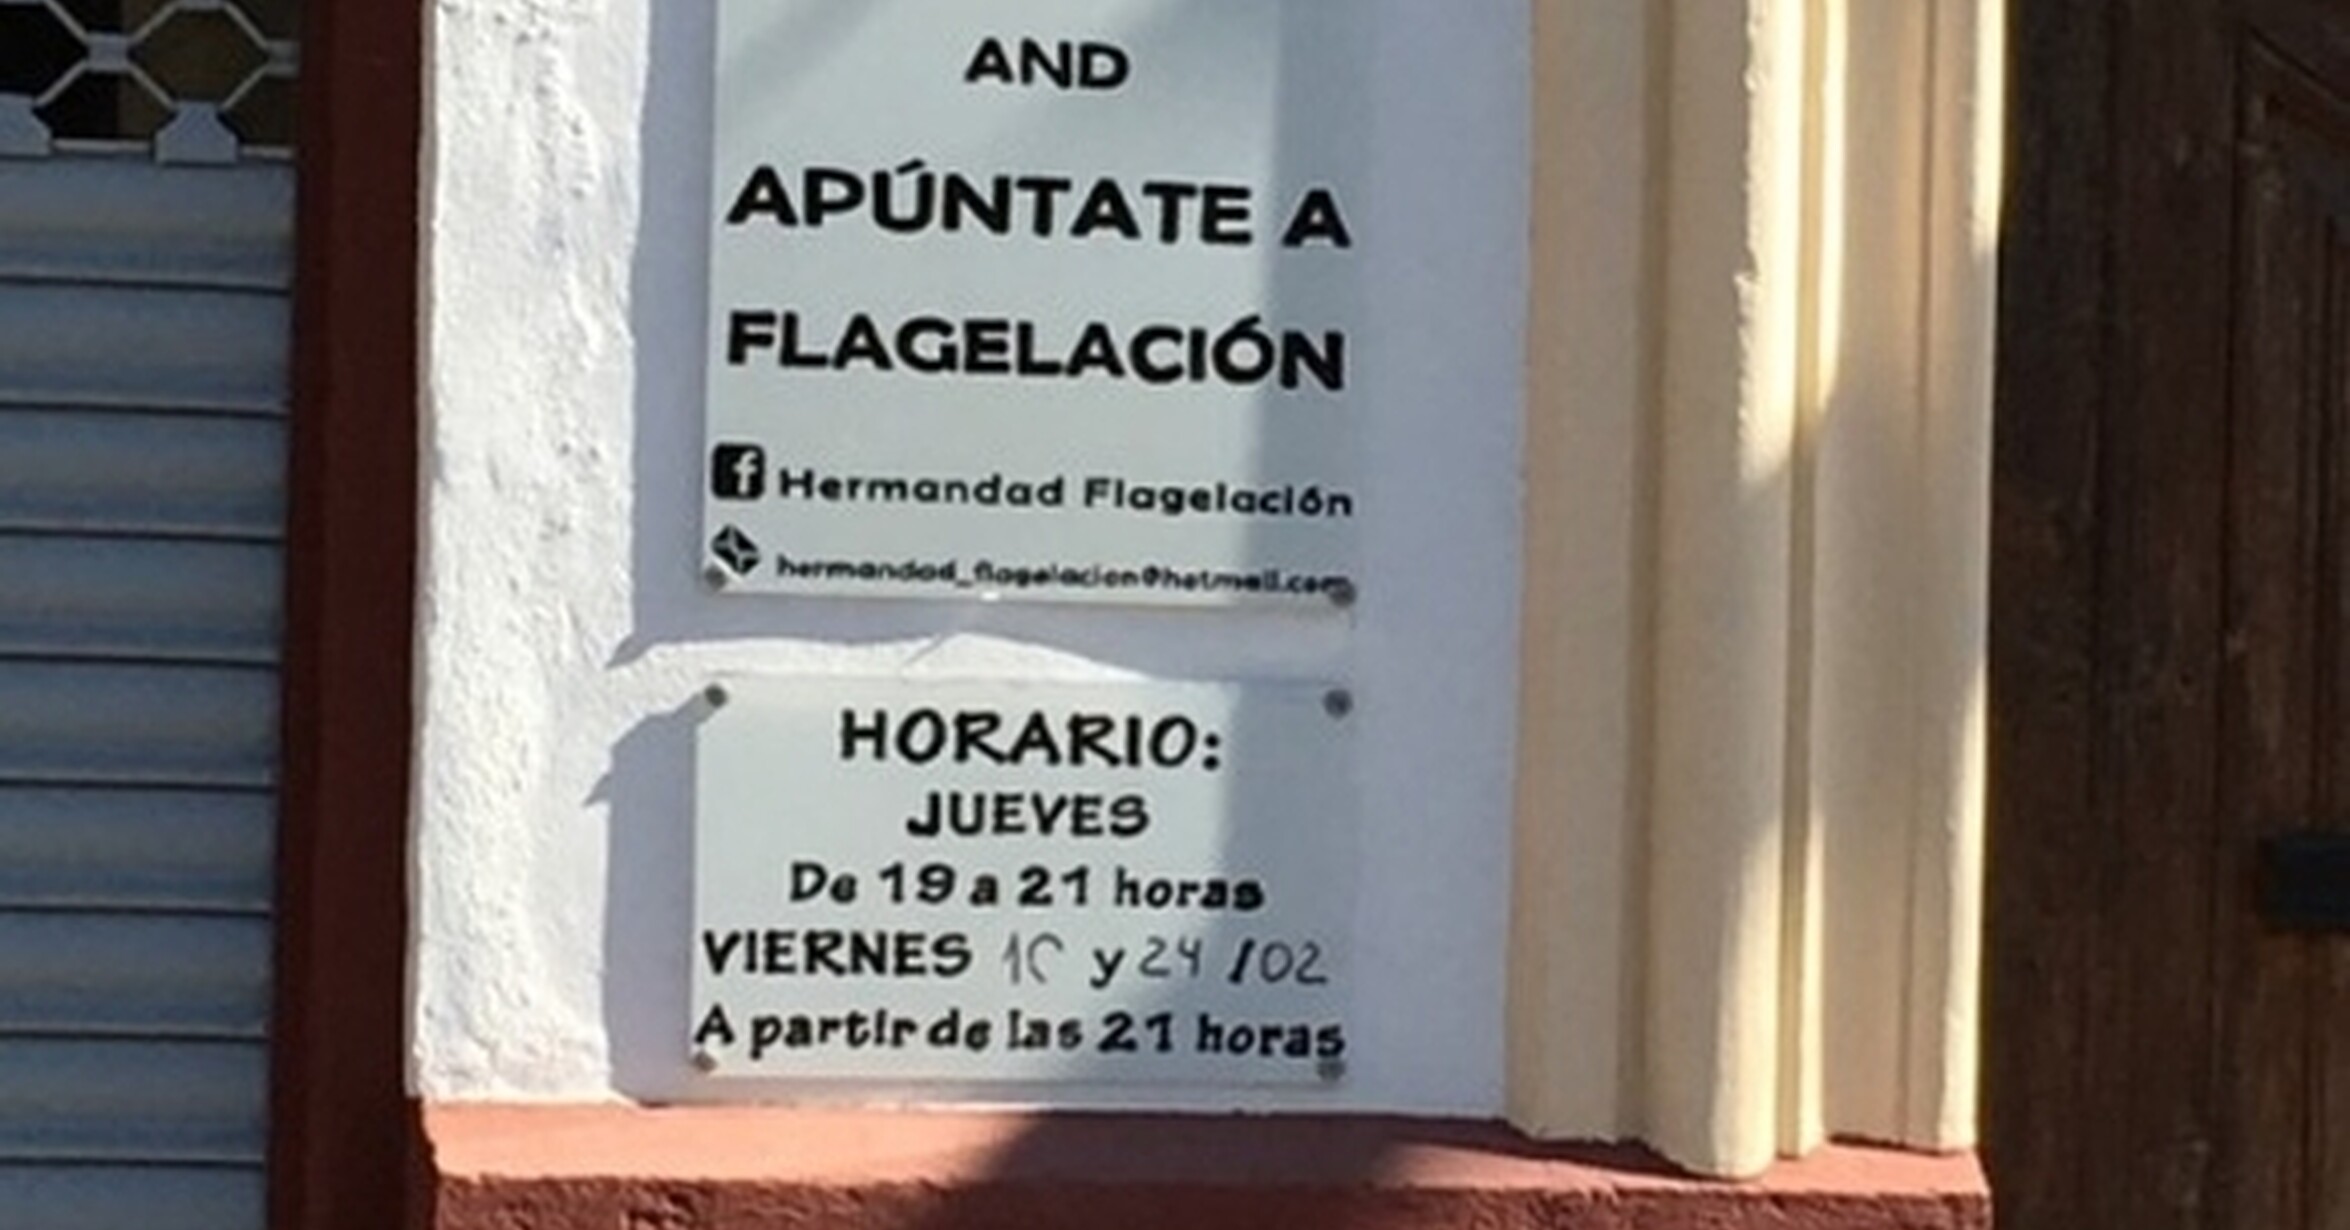 AND
APÚNTATE A
FLAGELACIÓN
Hermandad Flagelación
hermandad_flagelacion@hotmail.com
HORARIO:
JUEVES
De 19 a 21 horas
VIERNES 10 y 24 /02
A partir de las 21 horas